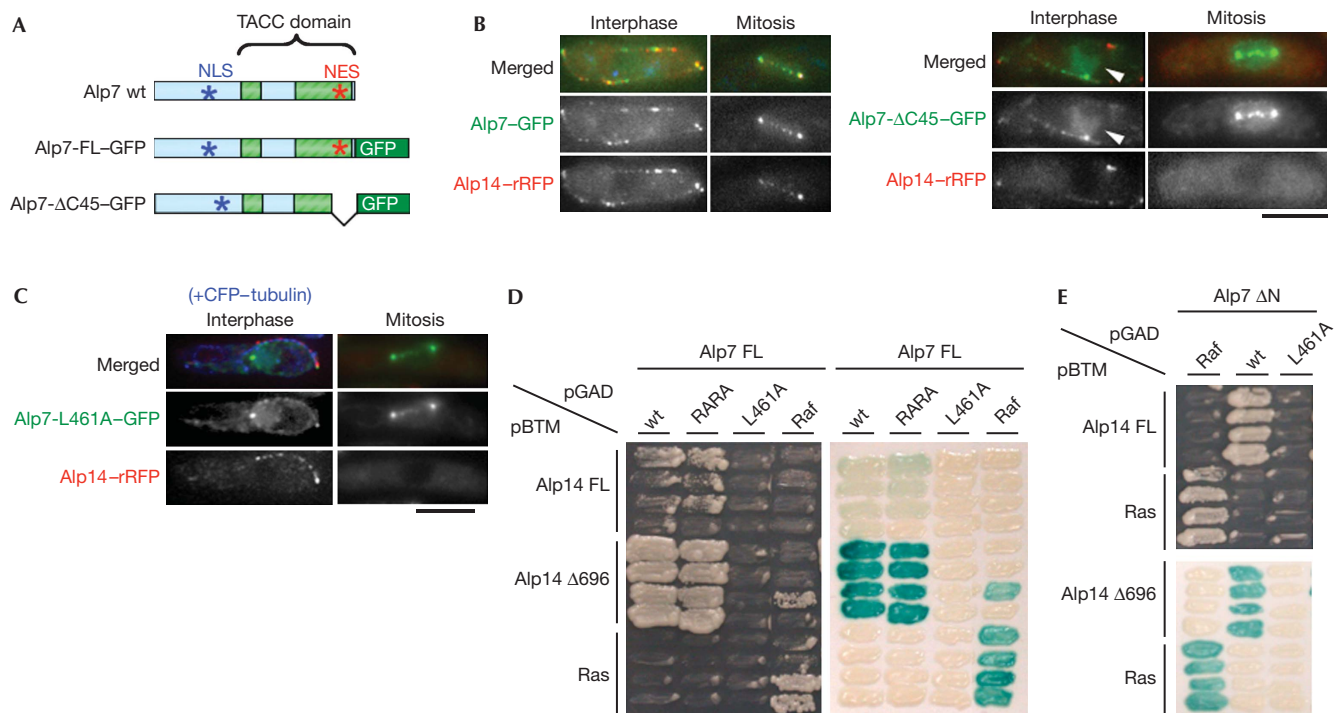 A
TACC domain
NLS
NES
Alp7 wt
Alp7-FL–GFP
GFP
Alp7-ΔC45–GFP
GFP
B
Interphase
Mitosis
Merged
Alp7–GFP
Alp14–rRFP
Interphase
Mitosis
Merged
Alp7-ΔC45–GFP
Alp14–rRFP
C
(+CFP–tubulin)
Interphase
Mitosis
Merged
Alp7-L461A–GFP
Alp14–rRFP
D
Alp7 FL
Alp7 FL
pGAD
pBTM
wt
RARA
L461A
Raf
wt
RARA
L461A
Raf
Alp14 FL
Alp14 Δ696
Ras
E
Alp7 ΔN
pGAD
pBTM
Raf
wt
L461A
Alp14 FL
Ras
Alp14 Δ696
Ras